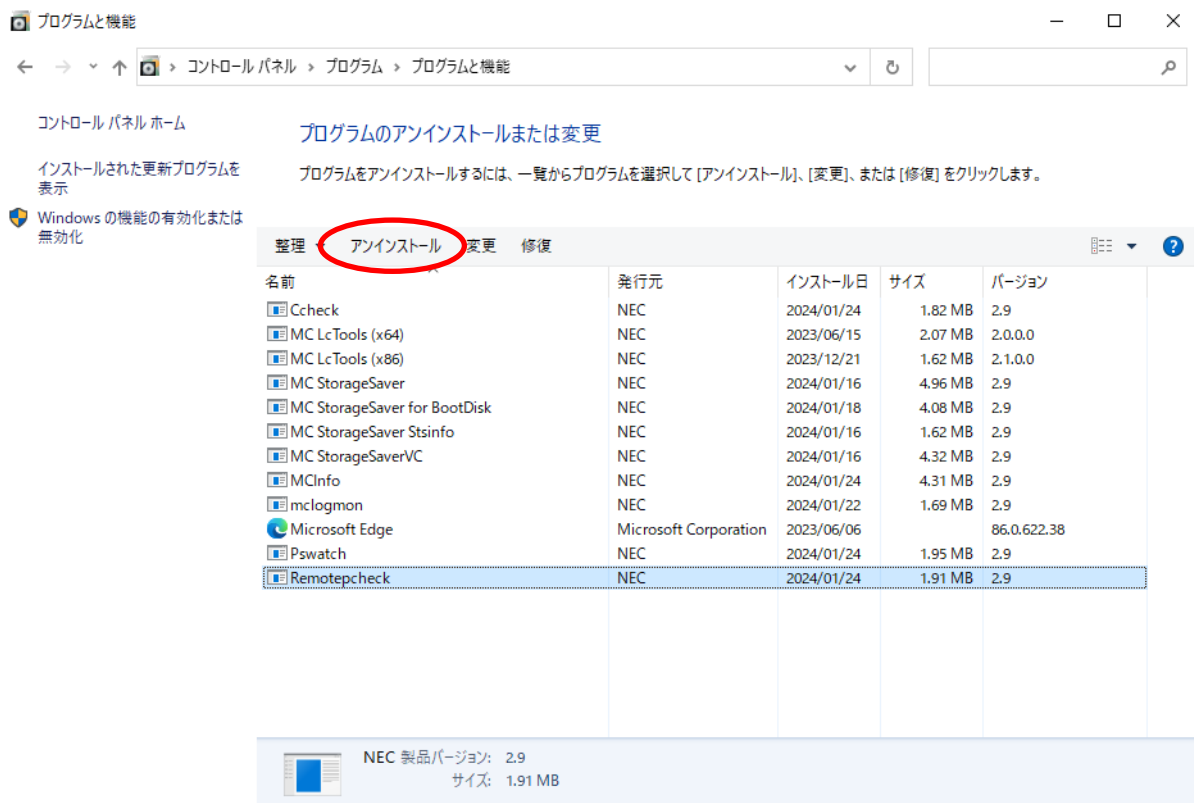 プログラムと機能
コントロール パネル › プログラム › プログラムと機能
コントロール パネル ホーム
インストールされた更新プログラムを
表示
Windows の機能の有効化または
無効化
プログラムのアンインストールまたは変更
プログラムをアンインストールするには、一覧からプログラムを選択して [アンインストール]、[変更]、または [修復] をクリックします。
整理 アンインストール 変更 修復
名前 発行元 インストール日 サイズ バージョン
Ccheck NEC 2024/01/24 1.82 MB 2.9
MC LcTools (x64) NEC 2023/06/15 2.07 MB 2.0.0.0
MC LcTools (x86) NEC 2023/12/21 1.62 MB 2.1.0.0
MC StorageSaver NEC 2024/01/16 4.96 MB 2.9
MC StorageSaver for BootDisk NEC 2024/01/18 4.08 MB 2.9
MC StorageSaver Stsinfo NEC 2024/01/16 1.62 MB 2.9
MC StorageSaverVC NEC 2024/01/16 4.32 MB 2.9
MCInfo NEC 2024/01/24 4.31 MB 2.9
mclogmon NEC 2024/01/22 1.69 MB 2.9
Microsoft Edge Microsoft Corporation 2023/06/06 86.0.622.38
Pswatch NEC 2024/01/24 1.95 MB 2.9
Remotepcheck NEC 2024/01/24 1.91 MB 2.9
NEC 製品バージョン: 2.9
サイズ: 1.91 MB